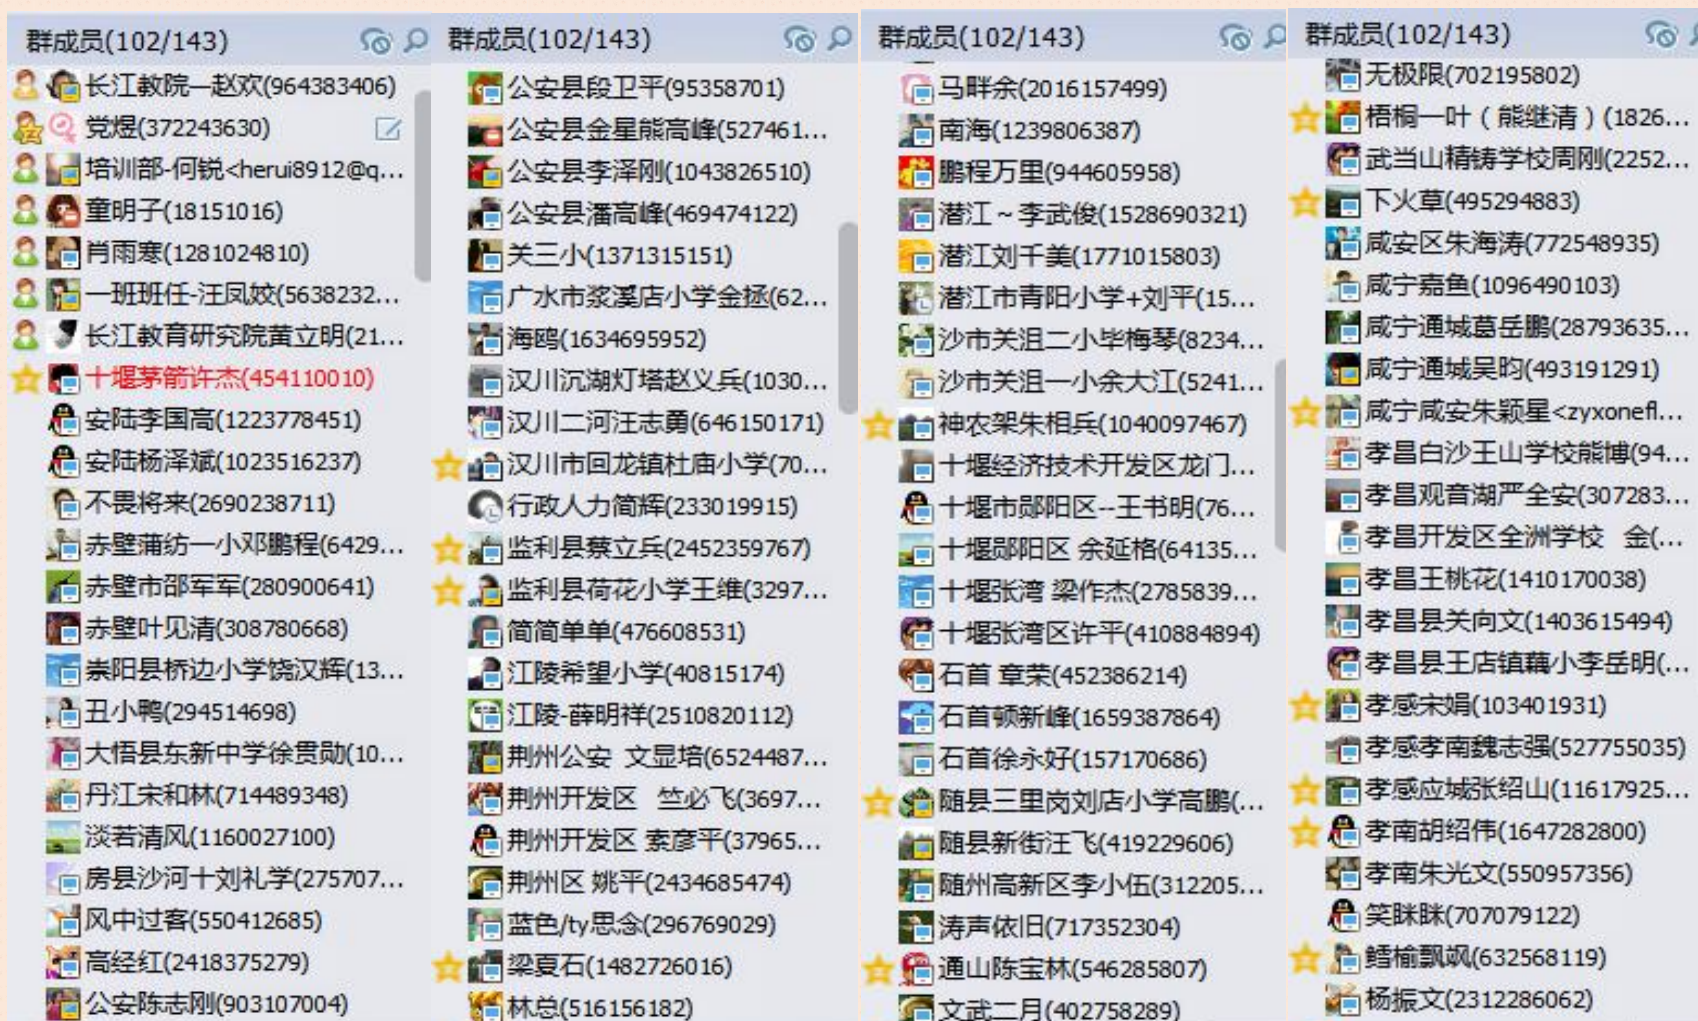 群成员(102/143)
长江教院—赵欢(964383406)
党煜(372243630)
培训部-何锐<herui8912@q...
童明子(18151016)
肖雨寒(1281024810)
一班班任-汪凤姣(5638232...
长江教育研究院黄立明(21...
十堰茅箭许杰(454110010)
安陆李国高(1223778451)
安陆杨泽斌(1023516237)
不畏将来(2690238711)
赤壁蒲纺一小邓鹏程(6429...
赤壁市邵军军(280900641)
赤壁叶见清(308780668)
崇阳县桥边小学饶汉辉(13...
丑小鸭(294514698)
大悟县东新中学徐贯勋(10...
丹江宋和林(714489348)
淡若清风(1160027100)
房县沙河十刘礼学(275707...
风中过客(550412685)
高经红(2418375279)
公安陈志刚(903107004)
群成员(102/143)
公安县段卫平(95358701)
公安县金星熊高峰(527461...
公安县李泽刚(1043826510)
公安县潘高峰(469474122)
关三小(1371315151)
广水市浆溪店小学金拯(62...
海鸥(1634695952)
汉川沉湖灯塔赵义兵(1030...
汉川二河汪志勇(646150171)
汉川市回龙镇杜庙小学(70...
行政人力简辉(233019915)
监利县蔡立兵(2452359767)
监利县荷花小学王维(3297...
简简单单(476608531)
江陵希望小学(40815174)
江陵-薛明祥(2510820112)
荆州公安 文显培(6524487...
荆州开发区 竺必飞(3697...
荆州开发区 索彦平(37965...
荆州区 姚平(2434685474)
蓝色/ty思念(296769029)
梁夏石(1482726016)
林总(516156182)
群成员(102/143)
马畔余(2016157499)
南海(1239806387)
鹏程万里(944605958)
潜江～李武俊(1528690321)
潜江刘千美(1771015803)
潜江市青阳小学+刘平(15...
沙市关沮二小毕梅琴(8234...
沙市关沮一小余大江(5241...
神农架朱相兵(1040097467)
十堰经济技术开发区龙门...
十堰市郧阳区--王书明(76...
十堰郧阳区 余延格(64135...
十堰张湾 梁作杰(2785839...
十堰张湾区许平(410884894)
石首 章荣(452386214)
石首顿新峰(1659387864)
石首徐永好(157170686)
随县三里岗刘店小学高鹏(...
随县新街汪飞(419229606)
随州高新区李小伍(312205...
涛声依旧(717352304)
通山陈宝林(546285807)
文武二月(402758289)
群成员(102/143)
无极限(702195802)
梧桐一叶（熊继清）(1826...
武当山精铸学校周刚(2252...
下火草(495294883)
咸安区朱海涛(772548935)
咸宁嘉鱼(1096490103)
咸宁通城葛岳鹏(28793635...
咸宁通城吴昀(493191291)
咸宁咸安朱颖星<zyxonefl...
孝昌白沙王山学校熊博(94...
孝昌观音湖严全安(307283...
孝昌开发区全洲学校 金(...
孝昌王桃花(1410170038)
孝昌县关向文(1403615494)
孝昌县王店镇藕小李岳明(...
孝感宋娟(103401931)
孝感孝南魏志强(527755035)
孝感应城张绍山(11617925...
孝南胡绍伟(1647282800)
孝南朱光文(550957356)
笑眯眯(707079122)
鳕榆飘飒(632568119)
杨振文(2312286062)